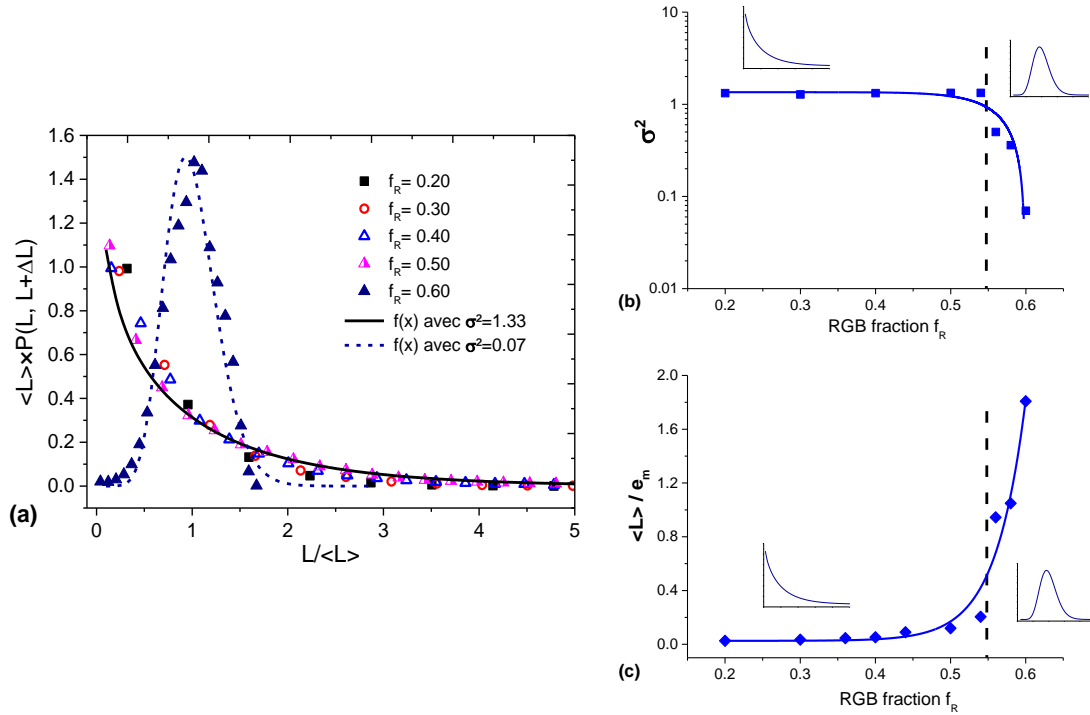 1.6
1.4
1.2
1.0
0.8
0.6
0.4
0.2
0.0
<L>×P(L, L+ΔL)
f_R= 0.20
f_R= 0.30
f_R= 0.40
f_R= 0.50
f_R= 0.60
f(x) avec σ²=1.33
f(x) avec σ²=0.07
0 1 2 3 4 5
L/<L>
(a)
10
1
0.1
0.01
σ²
0.2 0.3 0.4 0.5 0.6
RGB fraction f_R
(b)
1.6
1.2
0.8
0.4
0.0
<L> / e_m
0.2 0.3 0.4 0.5 0.6
RGB fraction f_R
(c)